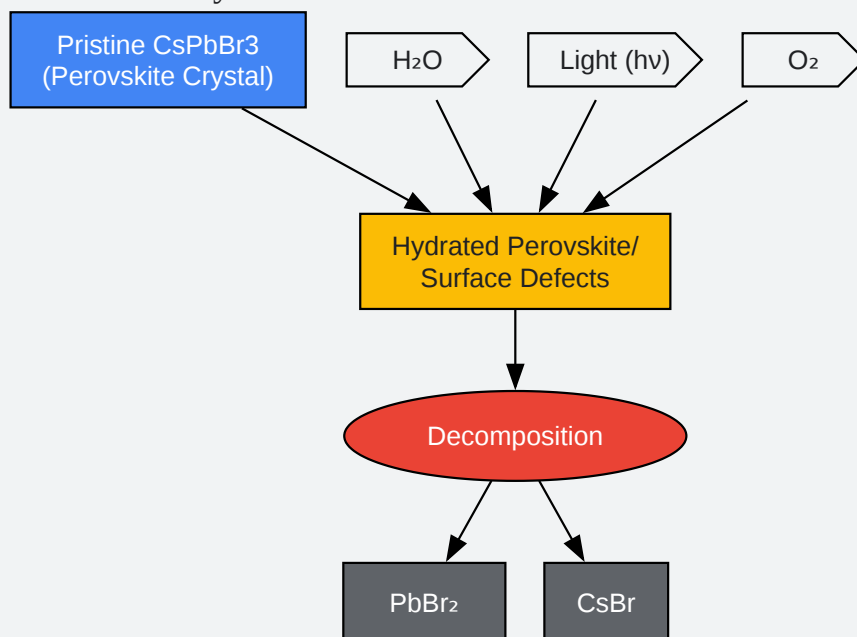 Pristine CsPbBr3
(Perovskite Crystal)
H₂O
Light (hν)
O₂
Hydrated Perovskite/
Surface Defects
Decomposition
PbBr₂
CsBr